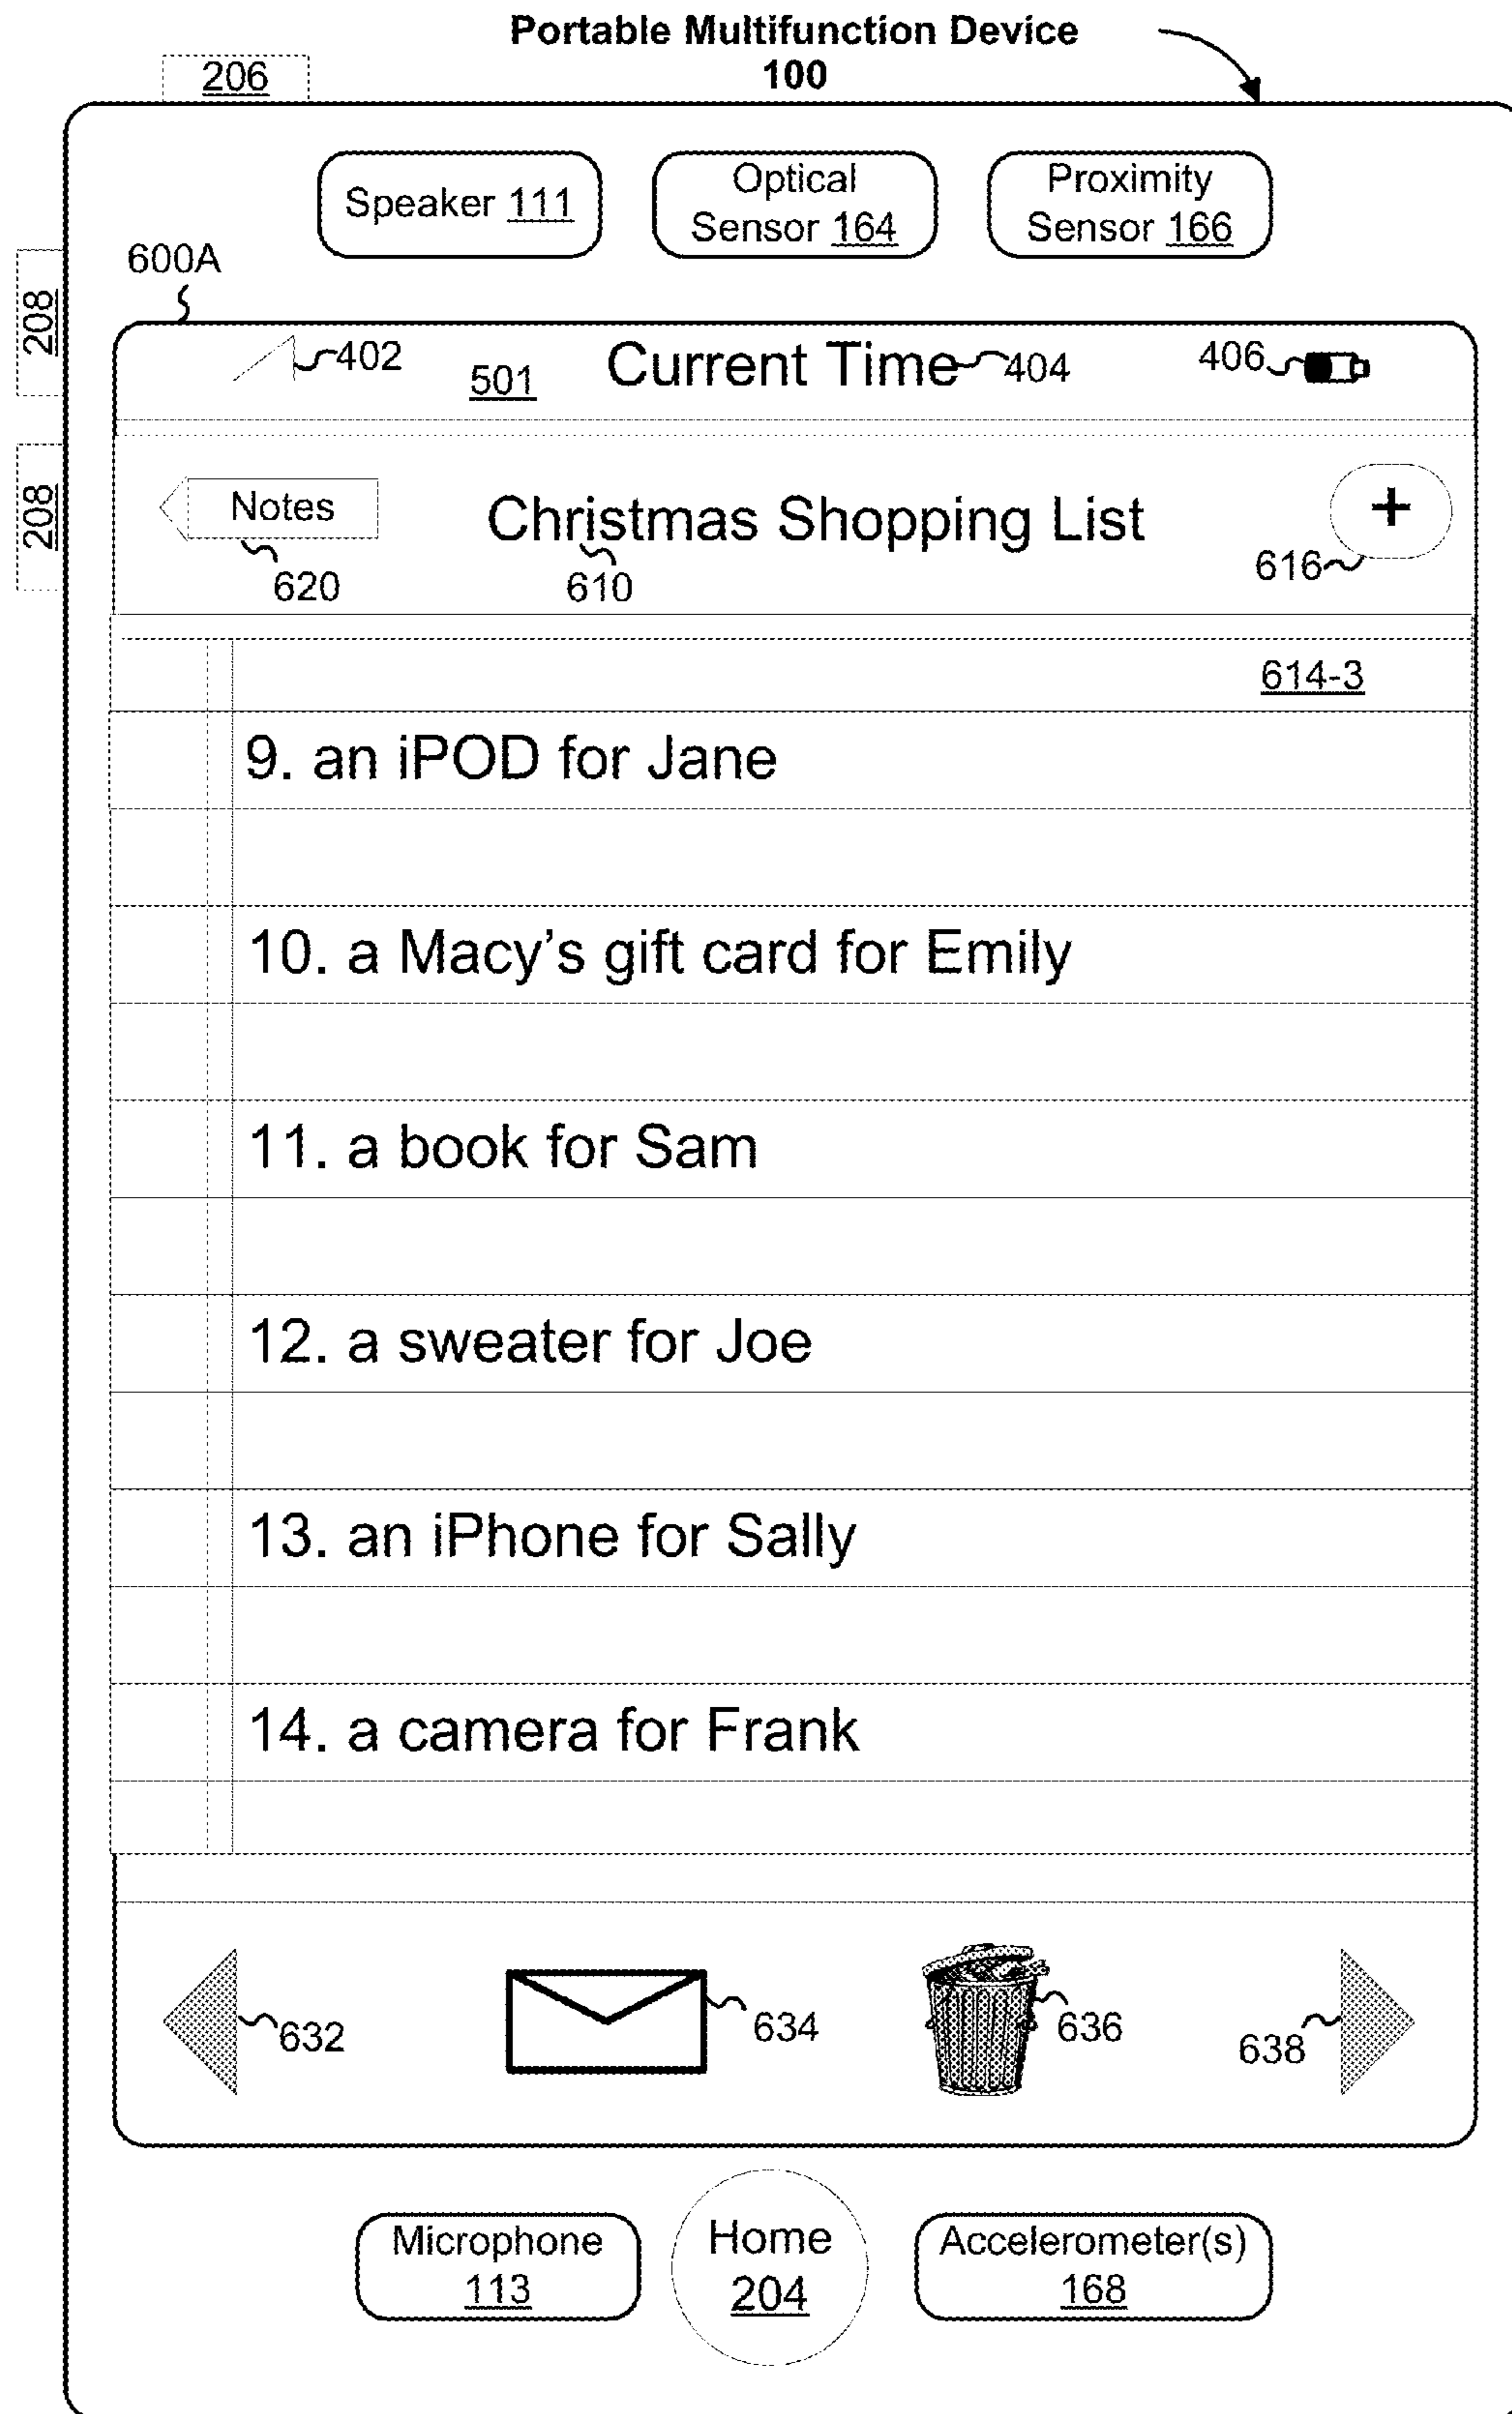 Portable Multifunction Device
100
206
Speaker 111
Optical
Sensor 164
Proximity
Sensor 166
600A
208
402
501
Current Time
404
406
208
Notes
Christmas Shopping List
+
620
610
616
614-3
9. an iPOD for Jane
10. a Macy's gift card for Emily
11. a book for Sam
12. a sweater for Joe
13. an iPhone for Sally
14. a camera for Frank
632
634
636
638
Microphone
113
Home
204
Accelerometer(s)
168